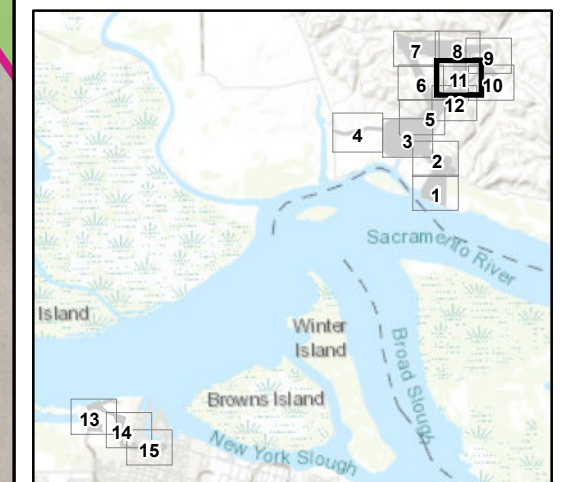 7 8 9
6 11 10
12
5
4 3
2
1
Sacramento River
Island
Winter
Island
Broad Slough
Browns Island
13
14
15
New York Slough